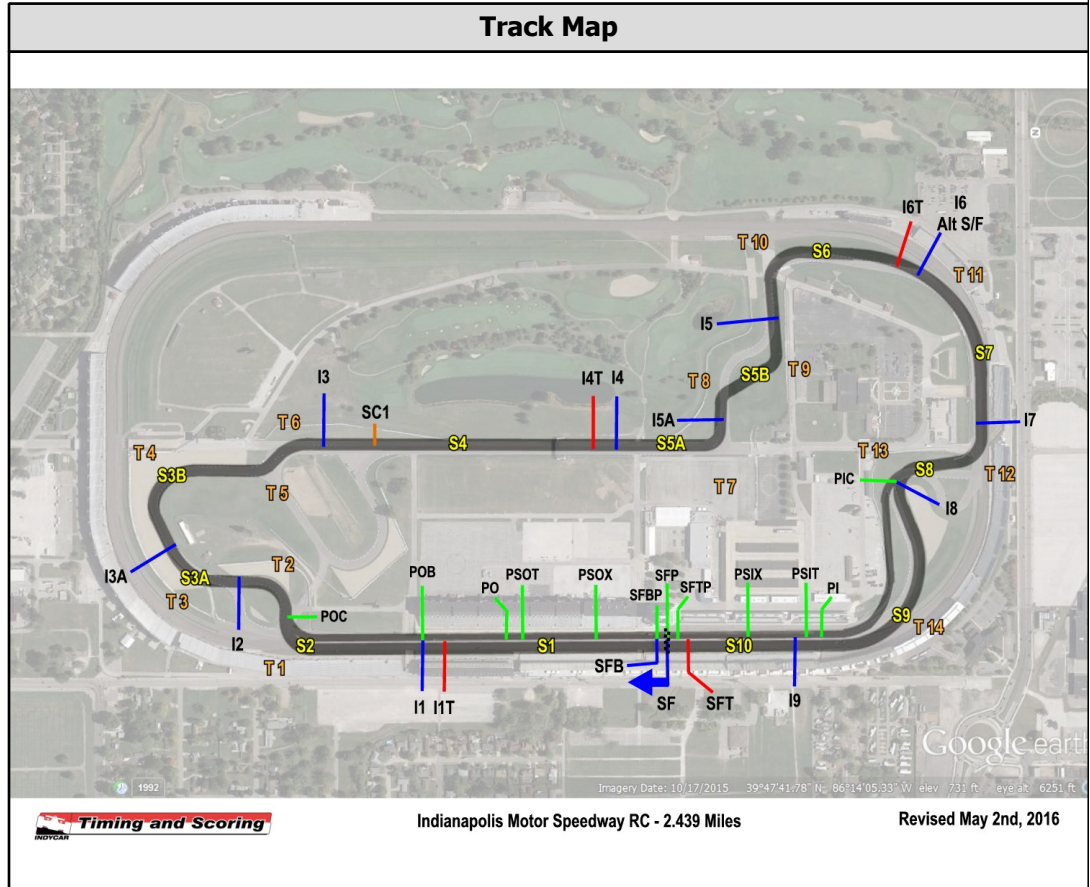 Track Map
I6T
I6
Alt S/F
T 10
S6
T 11
I5
S7
T 9
T 8
S5B
I3
SC1
I4T
I4
I5A
T 6
S4
S5A
I7
T 4
T 13
S8
S3B
T 12
T 5
T 7
PIC
I8
I3A
S3A
T 2
T 3
POB
PO
PSOT
PSOX
SFBP
SFP
SFTP
PSIX
PSIT
PI
POC
S9
I2
S2
S1
S10
T 14
T 1
SFB
I1
I1T
SF
SFT
I9
Google earth
1992
Imagery Date: 10/17/2015 39°47'41.78" N 86°14'05.33" W elev 731 ft eye alt 6251 ft
N
INDYCAR
Timing and Scoring
Indianapolis Motor Speedway RC - 2.439 Miles
Revised May 2nd, 2016